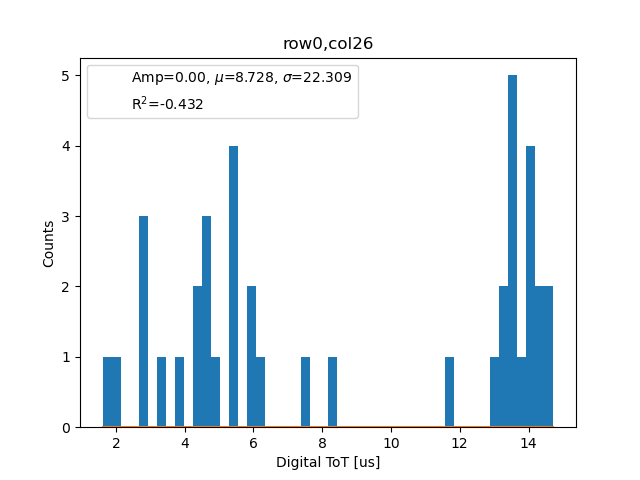 row0,col26
Amp=0.00, μ=8.728, σ=22.309
R²=-0.432
5
4
3
2
1
0
Counts
2 4 6 8 10 12 14
Digital ToT [us]